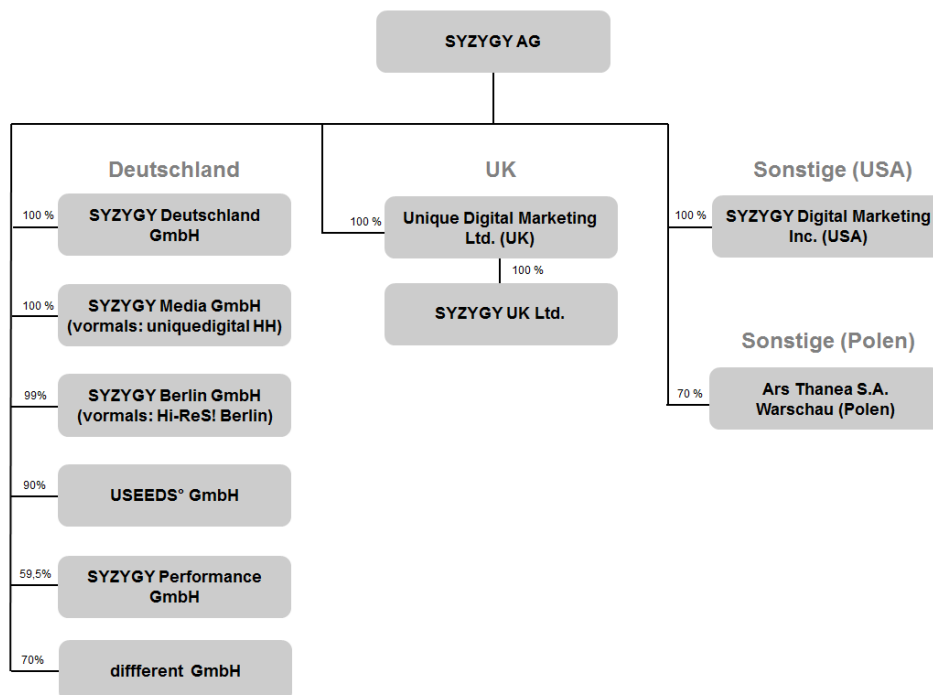 SYZYGY AG
Deutschland
100 %
SYZYGY Deutschland
GmbH
100 %
SYZYGY Media GmbH
(vormals: uniquedigital HH)
99%
SYZYGY Berlin GmbH
(vormals: Hi-ReS! Berlin)
90%
USEEDS° GmbH
59,5%
SYZYGY Performance
GmbH
70%
diffferent GmbH
UK
100 %
Unique Digital Marketing
Ltd. (UK)
100 %
SYZYGY UK Ltd.
Sonstige (USA)
100 %
SYZYGY Digital Marketing
Inc. (USA)
Sonstige (Polen)
70 %
Ars Thanea S.A.
Warschau (Polen)